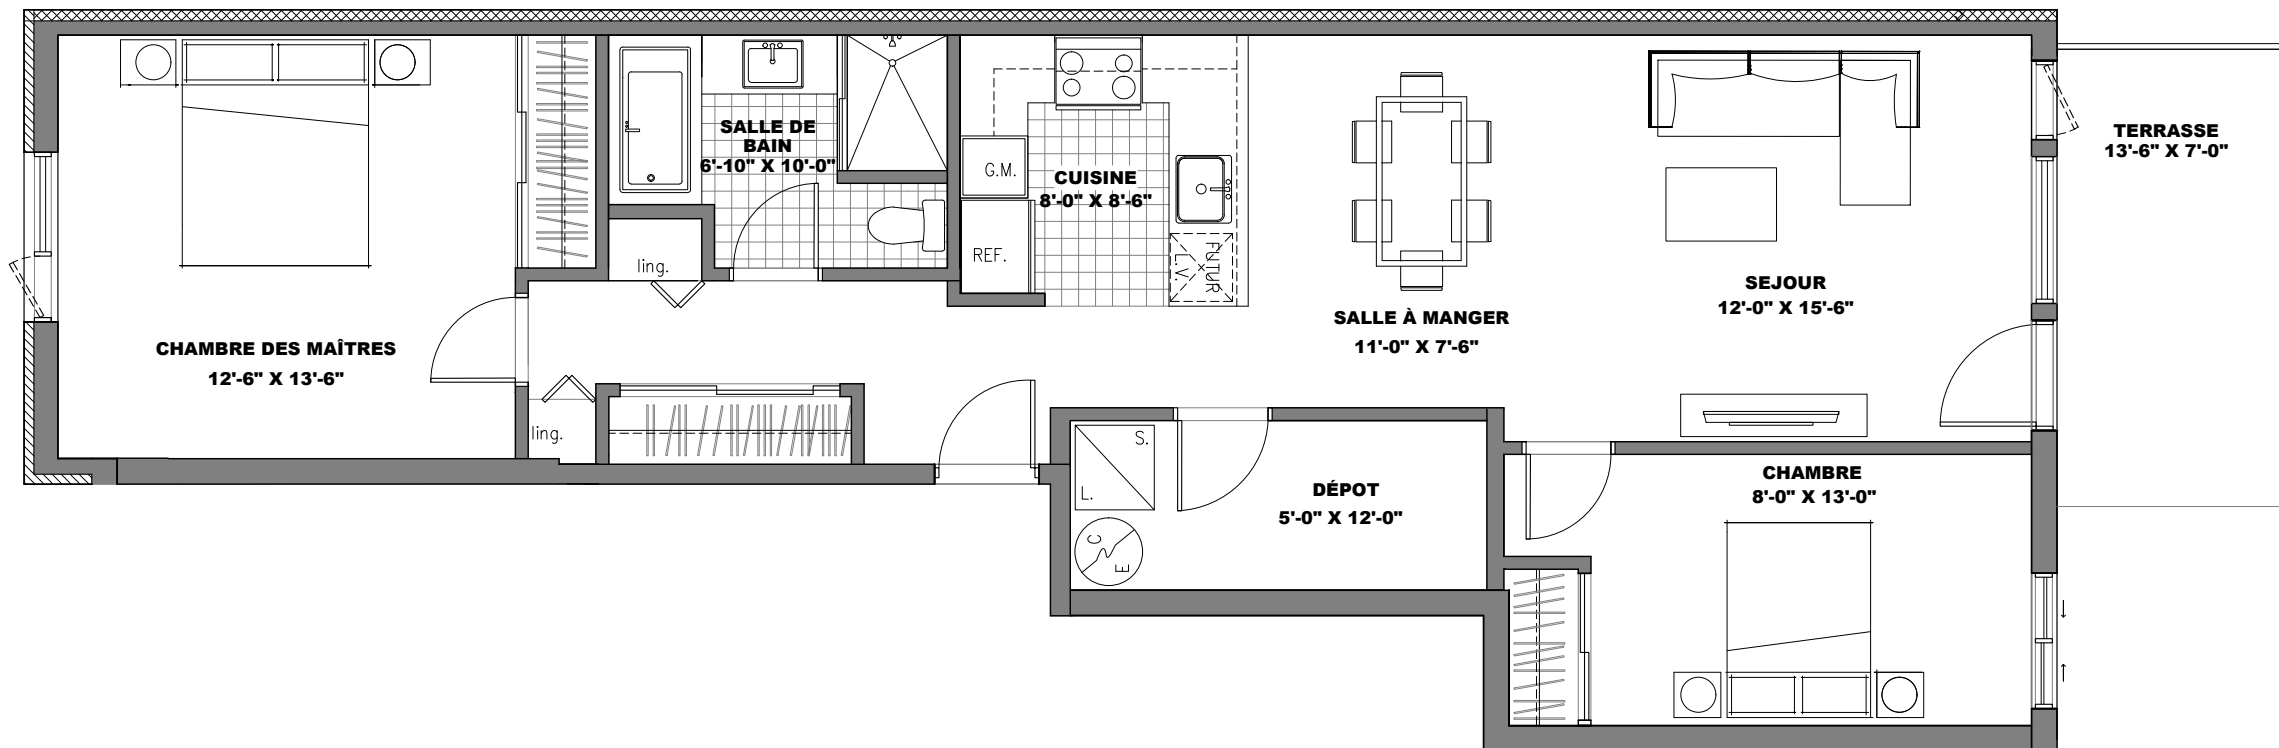 CHAMBRE DES MAÎTRES
12'-6" X 13'-6"
SALLE DE
BAIN
6'-10" X 10'-0"
ling.
ling.
G.M.
REF.
CUISINE
8'-0" X 8'-6"
FUTUR
L.V.
SALLE À MANGER
11'-0" X 7'-6"
SEJOUR
12'-0" X 15'-6"
TERRASSE
13'-6" X 7'-0"
S.
L.
C
E
DÉPOT
5'-0" X 12'-0"
CHAMBRE
8'-0" X 13'-0"